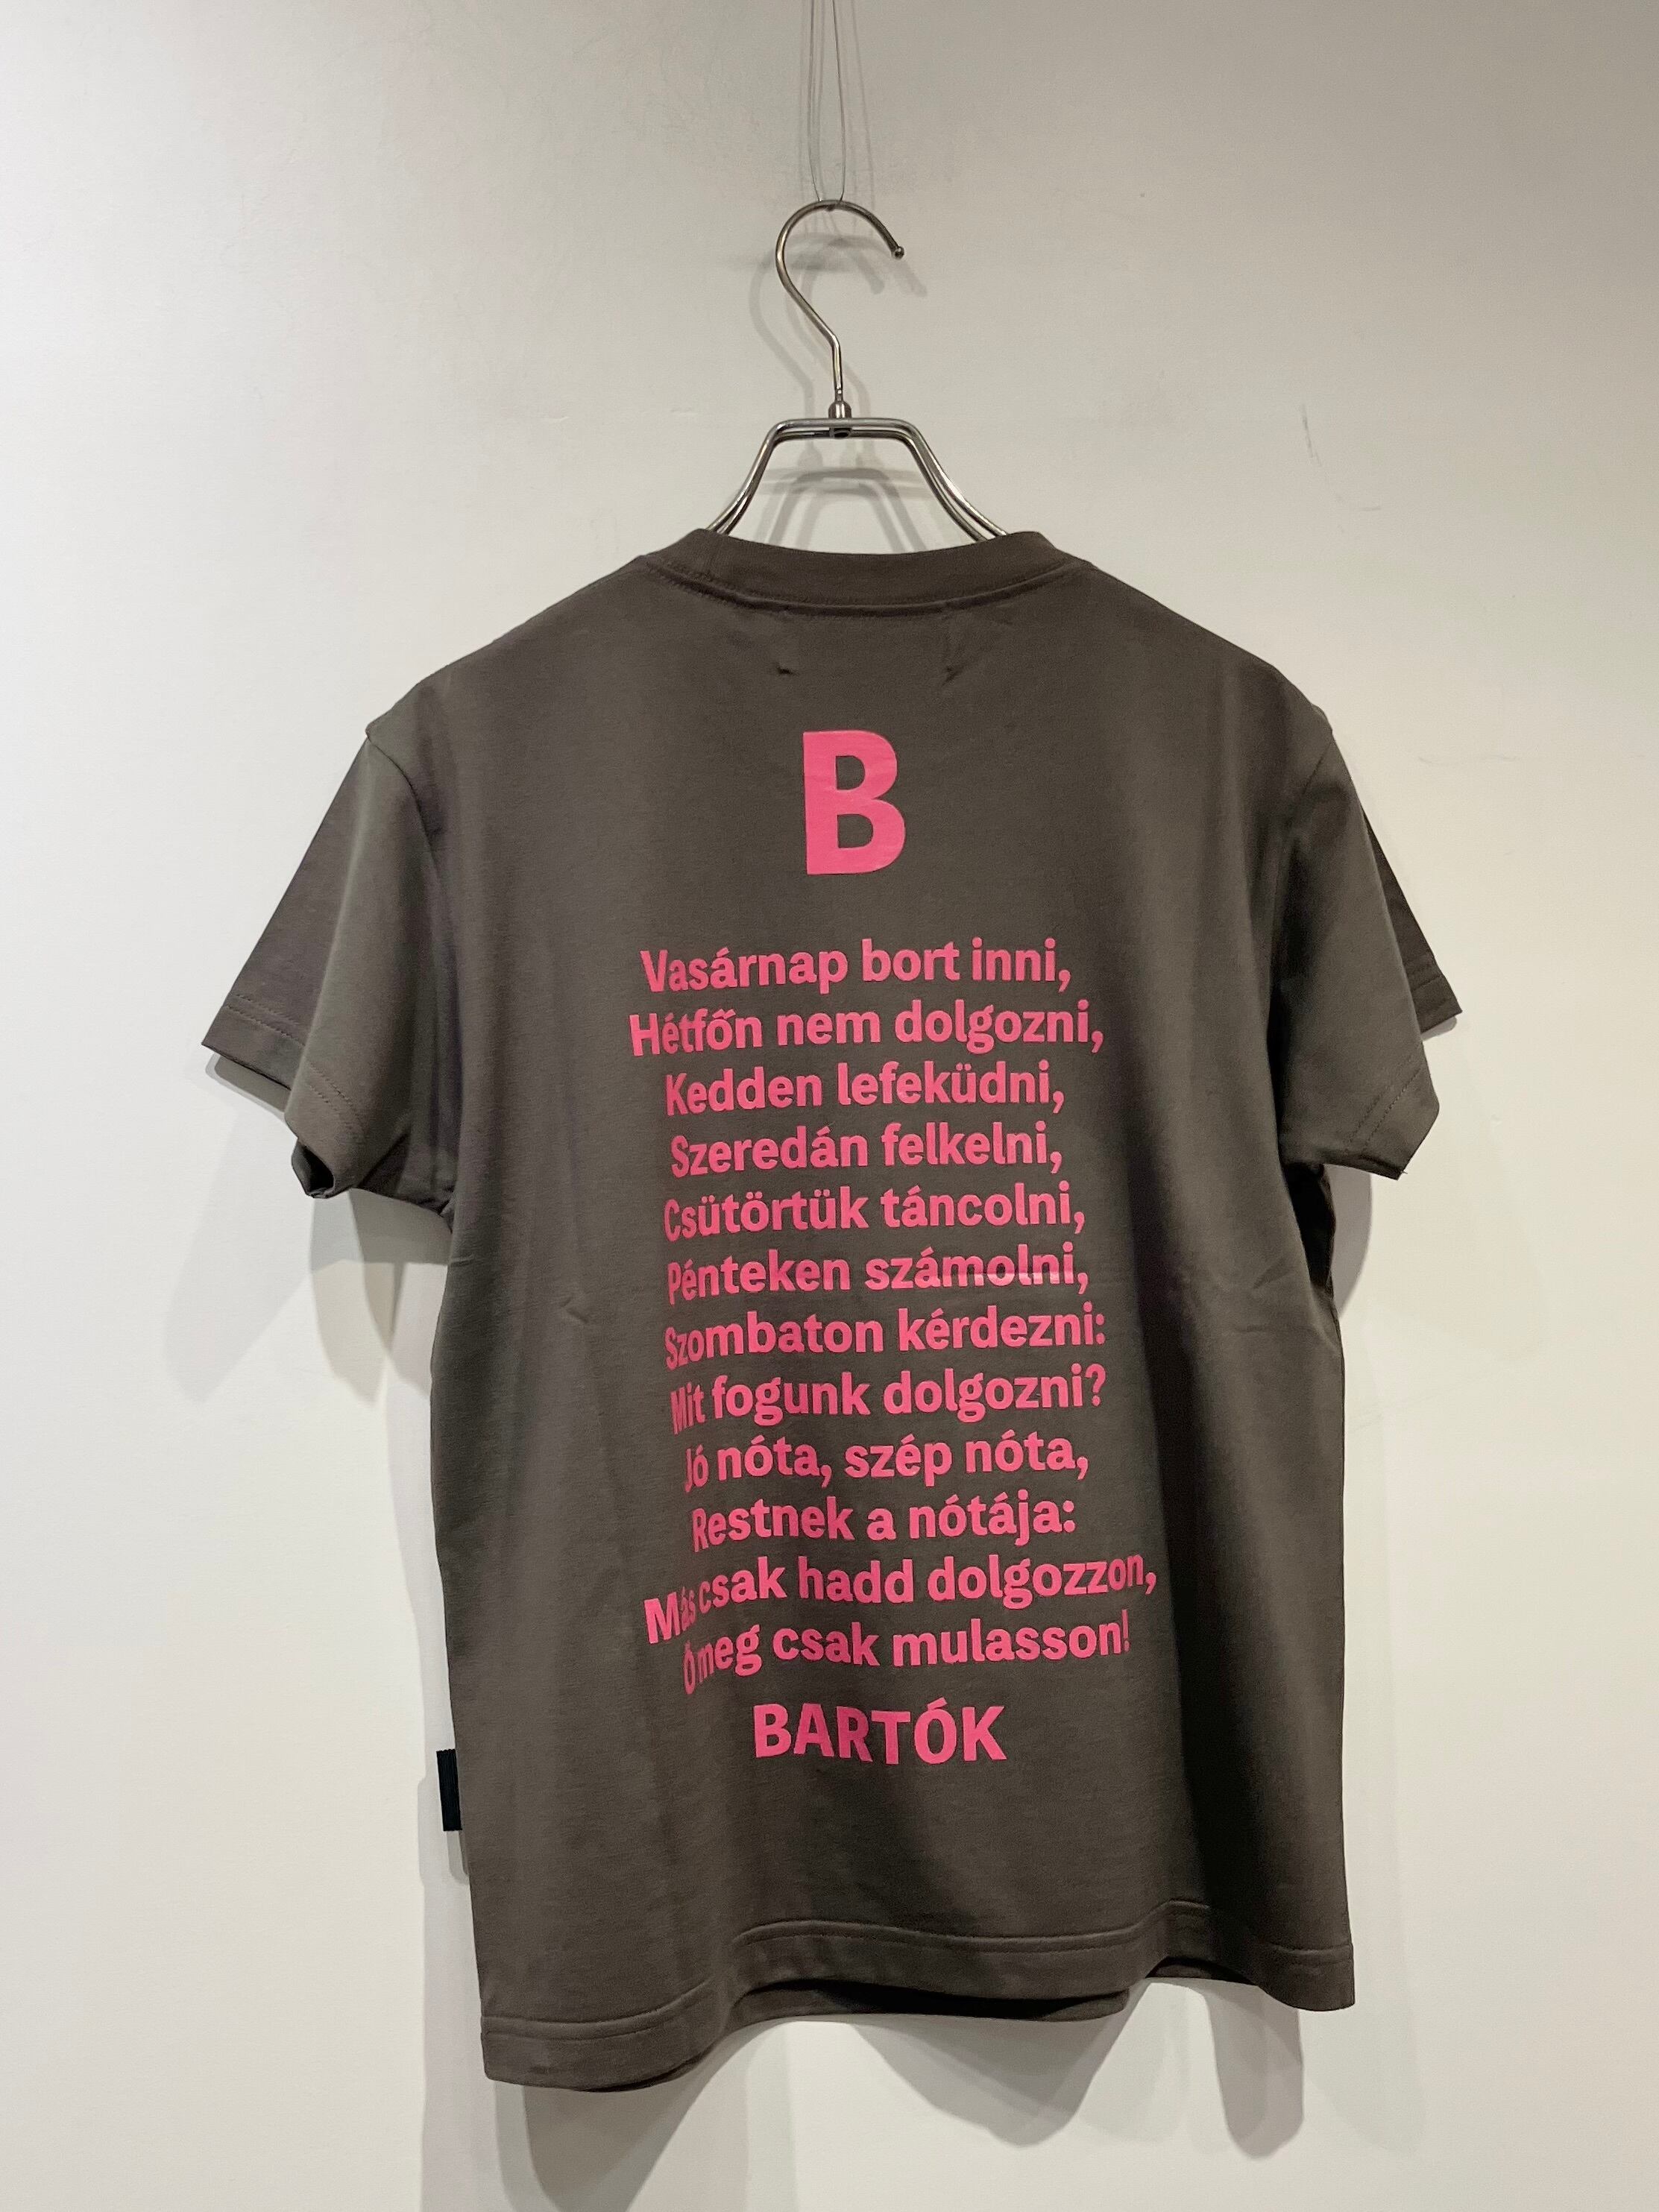 B
Vasárnap bort inni,
Hétfőn nem dolgozni,
Kedden lefeküdni,
Szeredán felkelni,
Csütörtük táncolni,
Pénteken számolni,
Szombaton kérdezni:
Mit fogunk dolgozni?
Jó nóta, szép nóta,
Restnek a nótája:
Más csak hadd dolgozzon,
Ő meg csak mulasson!
BARTÓK